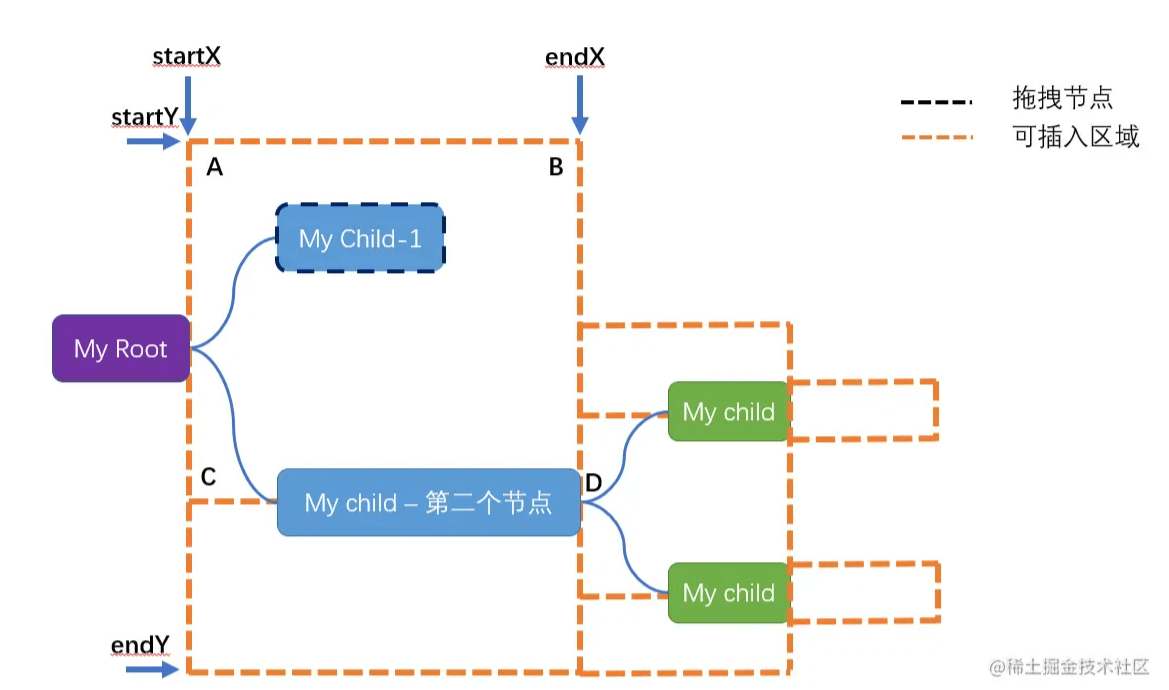 startX
endX
startY
拖拽节点
可插入区域
A
B
My Child-1
My Root
My child
C
D
My child – 第二个节点
My child
endY
@稀土掘金技术社区